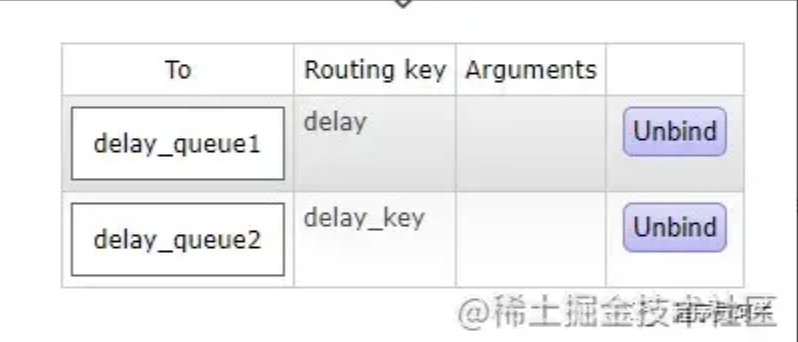 To Routing key Arguments
delay_queue1 delay Unbind
delay_queue2 delay_key Unbind
@稀土掘金技术社区